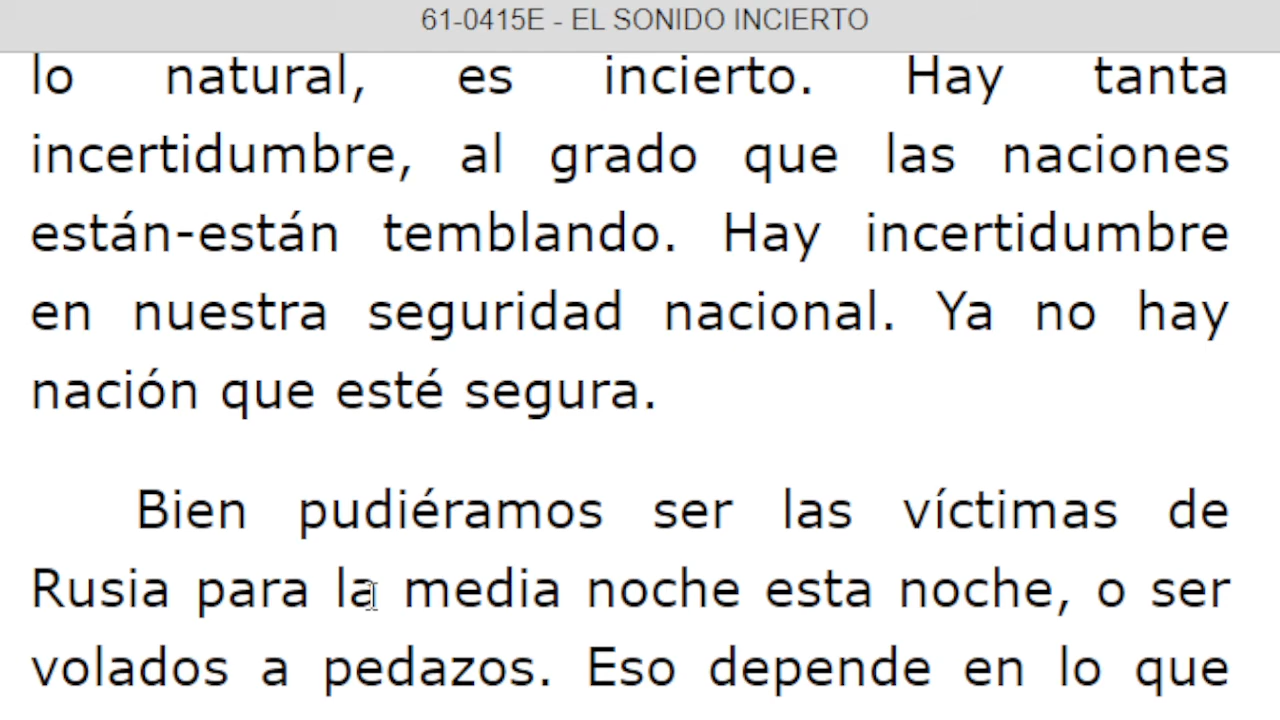 61-0415E - EL SONIDO INCIERTO
lo natural, es incierto. Hay tanta
incertidumbre, al grado que las naciones
están-están temblando. Hay incertidumbre
en nuestra seguridad nacional. Ya no hay
nación que esté segura.
Bien pudiéramos ser las víctimas de
Rusia para la media noche esta noche, o ser
volados a pedazos. Eso depende en lo que